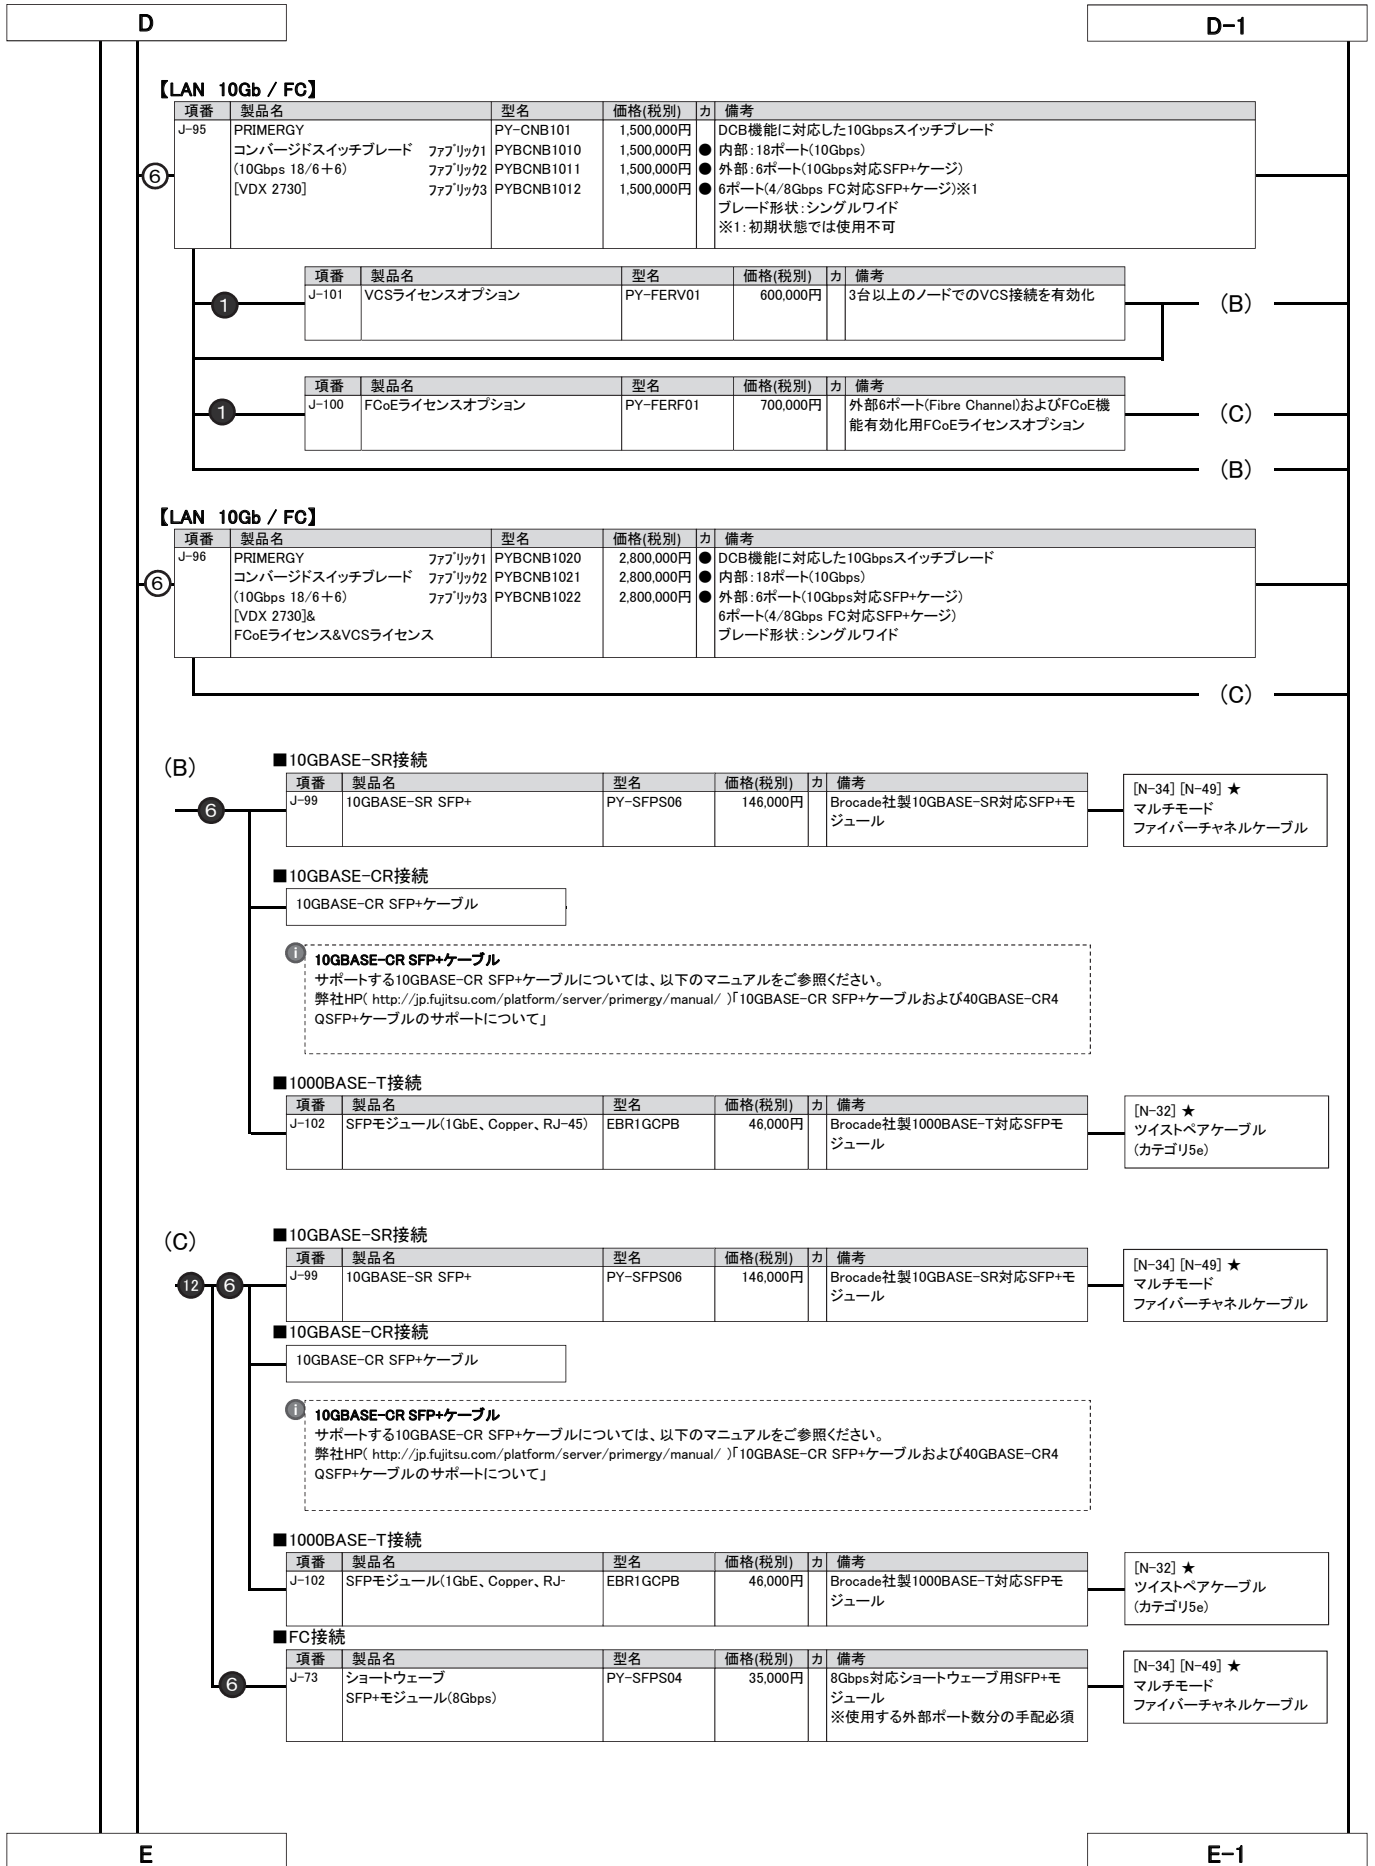 D
D-1
【LAN 10Gb / FC】
項番 製品名 型名 価格(税別) カ 備考
J-95 PRIMERGY PY-CNB101 1,500,000円 DCB機能に対応した10Gbpsスイッチブレード
コンバージドスイッチブレード ファブリック1 PYBCNB1010 1,500,000円 ● 内部:18ポート(10Gbps)
(10Gbps 18/6+6) ファブリック2 PYBCNB1011 1,500,000円 ● 外部:6ポート(10Gbps対応SFP+ケージ)
[VDX 2730] ファブリック3 PYBCNB1012 1,500,000円 ● 6ポート(4/8Gbps FC対応SFP+ケージ)※1
ブレード形状:シングルワイド
※1:初期状態では使用不可
⑥
項番 製品名 型名 価格(税別) カ 備考
J-101 VCSライセンスオプション PY-FERV01 600,000円 3台以上のノードでのVCS接続を有効化
1
(B)
項番 製品名 型名 価格(税別) カ 備考
J-100 FCoEライセンスオプション PY-FERF01 700,000円 外部6ポート(Fibre Channel)およびFCoE機
能有効化用FCoEライセンスオプション
1
(C)
(B)
【LAN 10Gb / FC】
項番 製品名 型名 価格(税別) カ 備考
J-96 PRIMERGY ファブリック1 PYBCNB1020 2,800,000円 ● DCB機能に対応した10Gbpsスイッチブレード
コンバージドスイッチブレード ファブリック2 PYBCNB1021 2,800,000円 ● 内部:18ポート(10Gbps)
(10Gbps 18/6+6) ファブリック3 PYBCNB1022 2,800,000円 ● 外部:6ポート(10Gbps対応SFP+ケージ)
[VDX 2730]& 6ポート(4/8Gbps FC対応SFP+ケージ)
FCoEライセンス&VCSライセンス ブレード形状:シングルワイド
⑥
(C)
(B)
■10GBASE-SR接続
項番 製品名 型名 価格(税別) カ 備考
J-99 10GBASE-SR SFP+ PY-SFPS06 146,000円 Brocade社製10GBASE-SR対応SFP+モ
ジュール
6
[N-34] [N-49] ★
マルチモード
ファイバーチャネルケーブル
■10GBASE-CR接続
10GBASE-CR SFP+ケーブル
i
10GBASE-CR SFP+ケーブル
サポートする10GBASE-CR SFP+ケーブルについては、以下のマニュアルをご参照ください。
弊社HP( http://jp.fujitsu.com/platform/server/primergy/manual/ )「10GBASE-CR SFP+ケーブルおよび40GBASE-CR4
QSFP+ケーブルのサポートについて」
■1000BASE-T接続
項番 製品名 型名 価格(税別) カ 備考
J-102 SFPモジュール(1GbE、Copper、RJ-45) EBR1GCPB 46,000円 Brocade社製1000BASE-T対応SFPモ
ジュール
[N-32] ★
ツイストペアケーブル
(カテゴリ5e)
(C)
■10GBASE-SR接続
項番 製品名 型名 価格(税別) カ 備考
J-99 10GBASE-SR SFP+ PY-SFPS06 146,000円 Brocade社製10GBASE-SR対応SFP+モ
ジュール
12 6
[N-34] [N-49] ★
マルチモード
ファイバーチャネルケーブル
■10GBASE-CR接続
10GBASE-CR SFP+ケーブル
i
10GBASE-CR SFP+ケーブル
サポートする10GBASE-CR SFP+ケーブルについては、以下のマニュアルをご参照ください。
弊社HP( http://jp.fujitsu.com/platform/server/primergy/manual/ )「10GBASE-CR SFP+ケーブルおよび40GBASE-CR4
QSFP+ケーブルのサポートについて」
■1000BASE-T接続
項番 製品名 型名 価格(税別) カ 備考
J-102 SFPモジュール(1GbE、Copper、RJ- EBR1GCPB 46,000円 Brocade社製1000BASE-T対応SFPモ
ジュール
[N-32] ★
ツイストペアケーブル
(カテゴリ5e)
■FC接続
項番 製品名 型名 価格(税別) カ 備考
J-73 ショートウェーブ PY-SFPS04 35,000円 8Gbps対応ショートウェーブ用SFP+モ
SFP+モジュール(8Gbps) ジュール
※使用する外部ポート数分の手配必須
6
[N-34] [N-49] ★
マルチモード
ファイバーチャネルケーブル
E
E-1